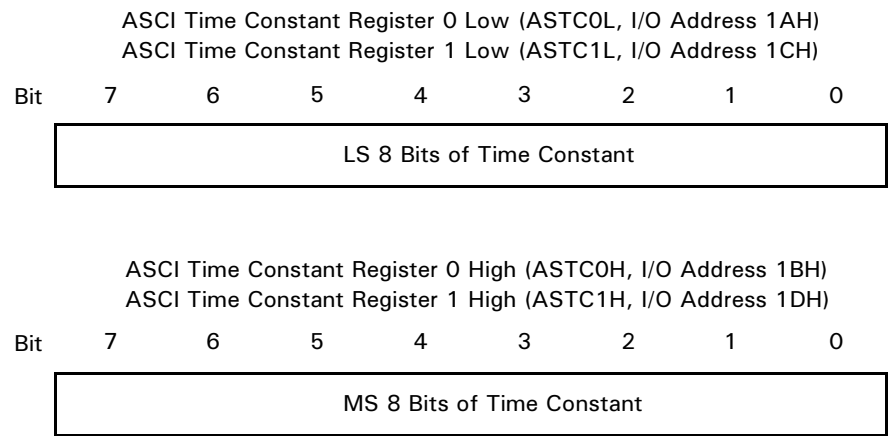 ASCI Time Constant Register 0 Low (ASTC0L, I/O Address 1AH)
ASCI Time Constant Register 1 Low (ASTC1L, I/O Address 1CH)
Bit 7 6 5 4 3 2 1 0
LS 8 Bits of Time Constant
ASCI Time Constant Register 0 High (ASTC0H, I/O Address 1BH)
ASCI Time Constant Register 1 High (ASTC1H, I/O Address 1DH)
Bit 7 6 5 4 3 2 1 0
MS 8 Bits of Time Constant